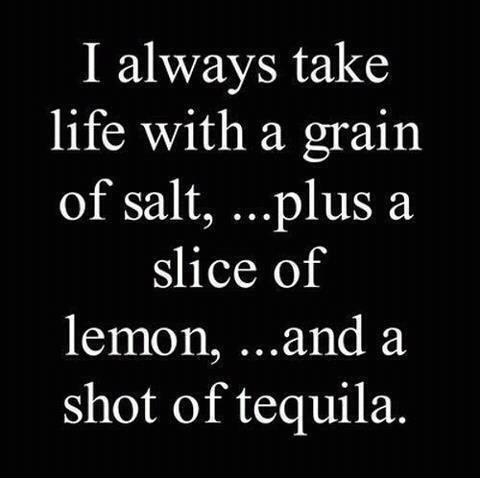 I always take
life with a grain
of salt, ...plus a
slice of
lemon, ...and a
shot of tequila.